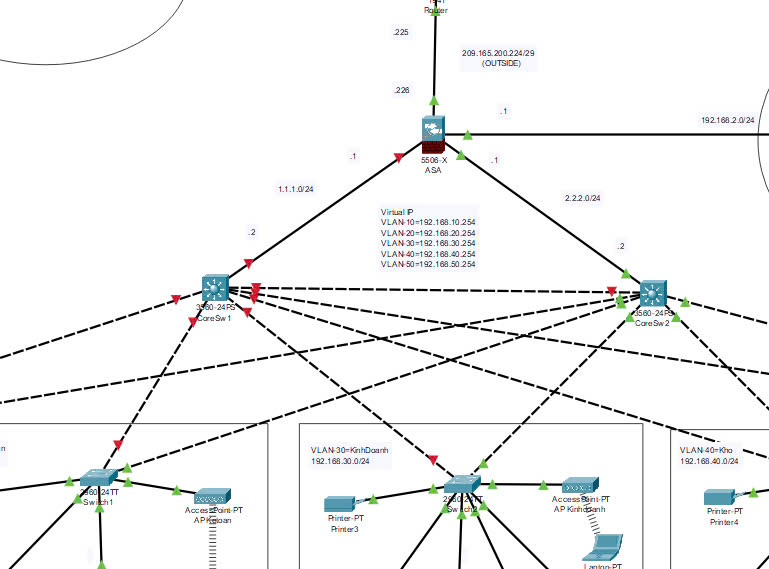 1941
Router
.225
209.165.200.224/29
(OUTSIDE)
.226
.1
192.168.2.0/24
5506-X
ASA
.1
.1
1.1.1.0/24
2.2.2.0/24
Virtual IP
VLAN-10=192.168.10.254
VLAN-20=192.168.20.254
VLAN-30=192.168.30.254
VLAN-40=192.168.40.254
VLAN-50=192.168.50.254
.2
.2
3560-24PS
CoreSw1
3560-24PS
CoreSw2
n
VLAN-30=KinhDoanh
192.168.30.0/24
VLAN-40=Kho
192.168.40.0/24
2960-24TT
Switch1
AccessPoint-PT
2960-24TT
Switch2
AccessPoint-PT
AP KinhDoanh
Printer-PT
Printer3
Printer-PT
Printer4
Laptop-PT